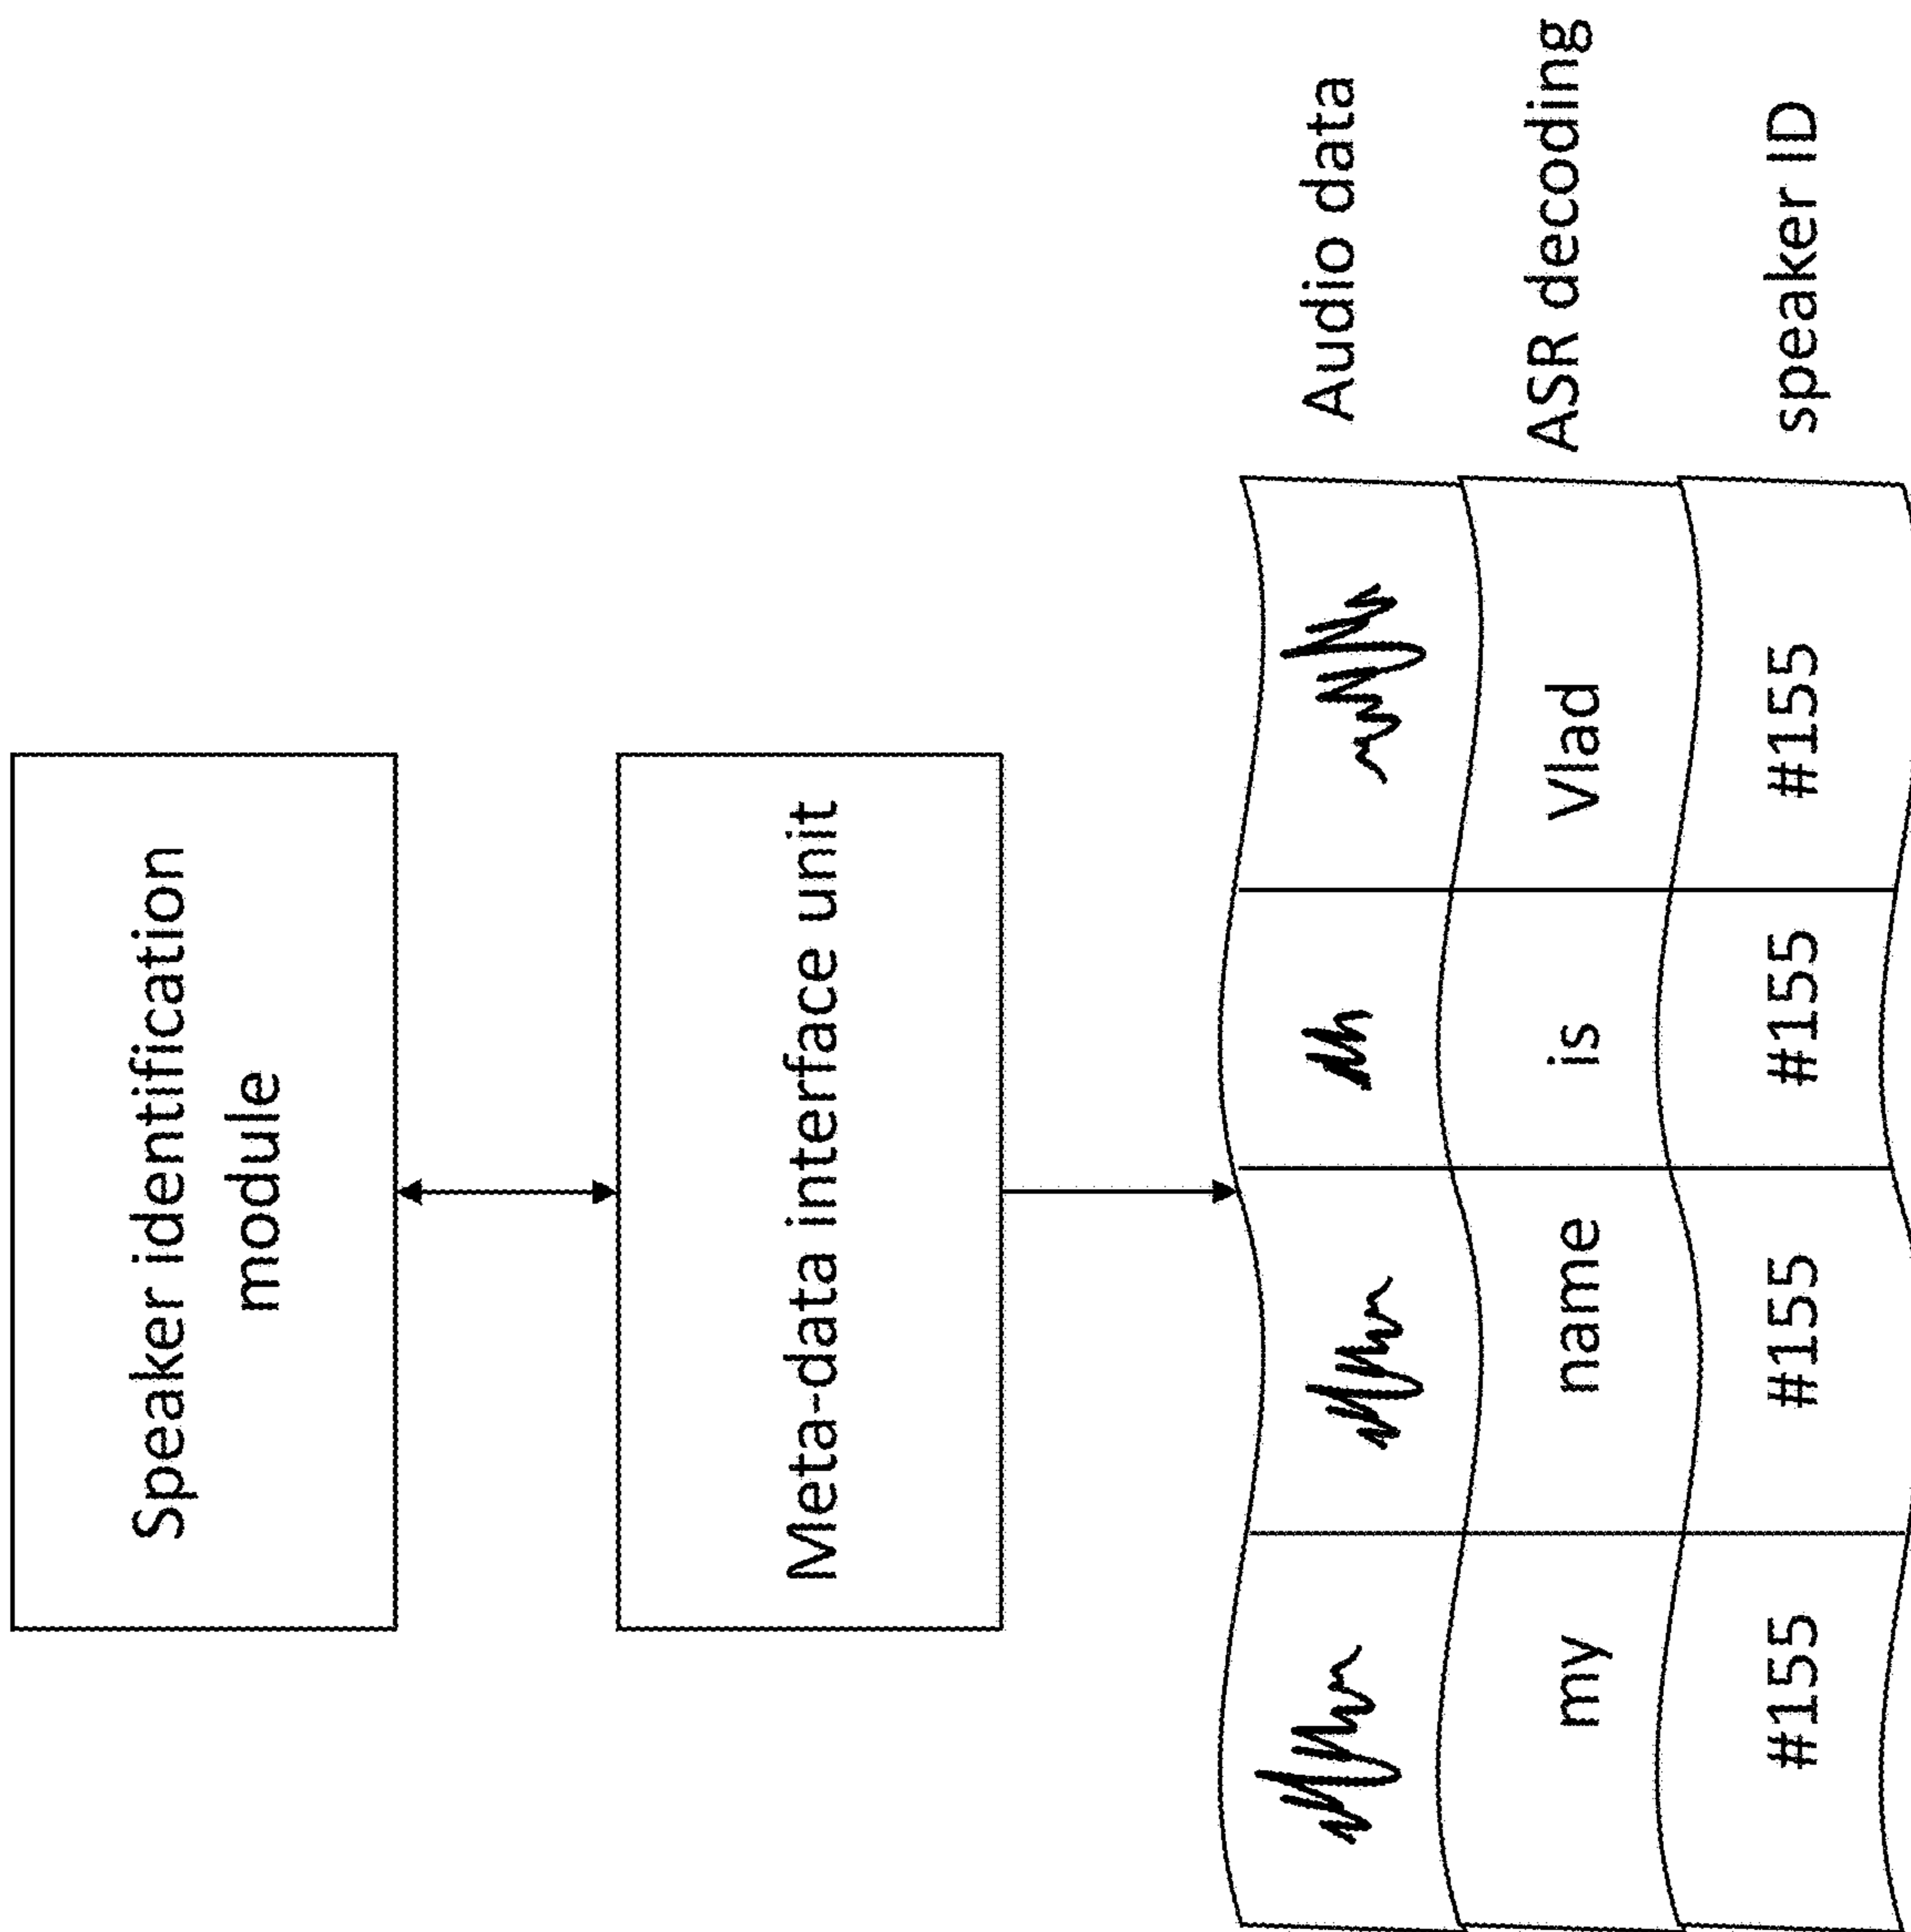 Speaker identification
module
Meta-data interface unit
Audio data
my name is Vlad ASR decoding
#155 #155 #155 #155 speaker ID